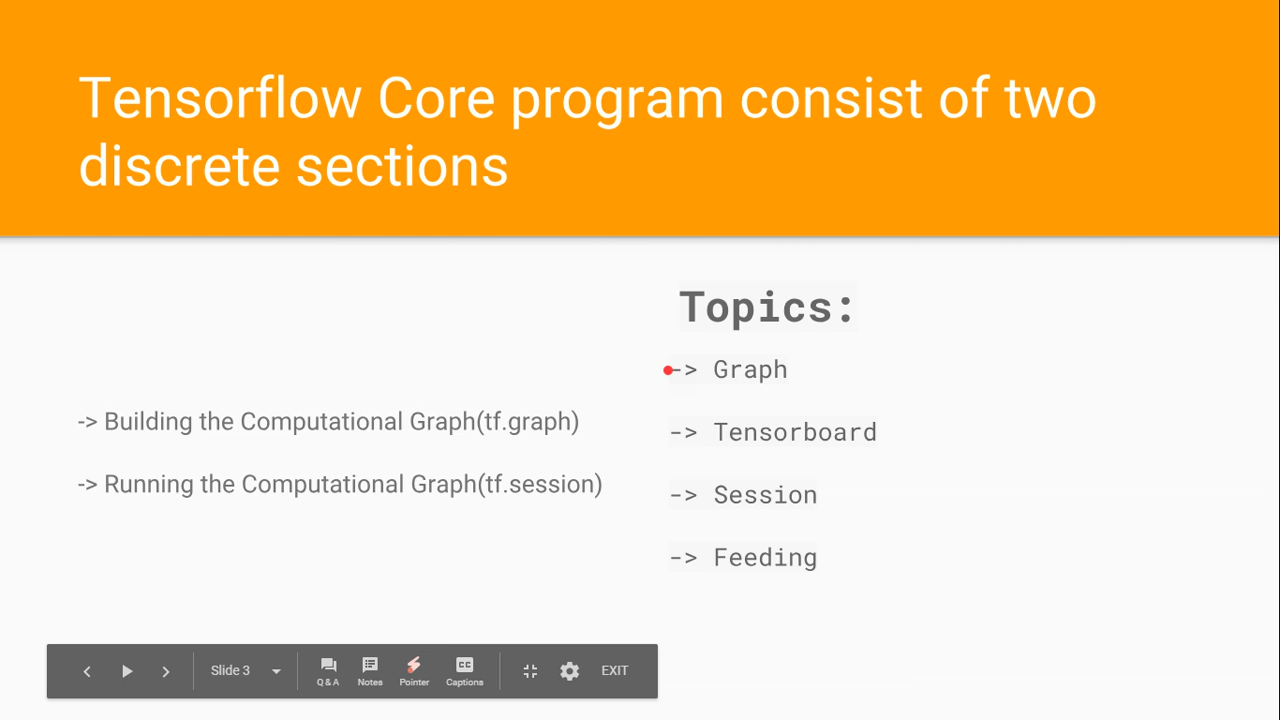 Tensorflow Core program consist of two
discrete sections
-> Building the Computational Graph(tf.graph)
-> Running the Computational Graph(tf.session)
Topics:
-> Graph
-> Tensorboard
-> Session
-> Feeding
Slide 3
Q & A
Notes
Pointer
CC
Captions
EXIT